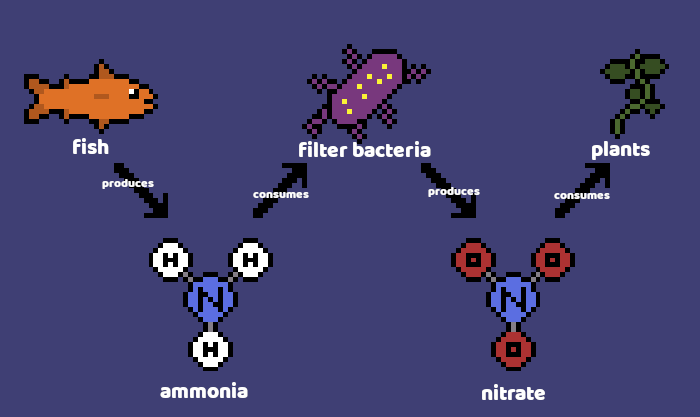 fish
filter bacteria
plants
produces
consumes
produces
consumes
H
H
O
O
N
N
H
O
ammonia
nitrate